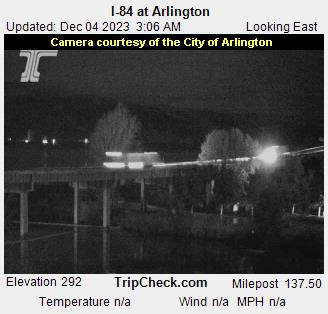 I-84 at Arlington
Updated: Dec 04 2023 3:06 AM Looking East
Camera courtesy of the City of Arlington
Elevation 292 TripCheck.com Milepost 137.50
Temperature n/a Wind n/a MPH n/a